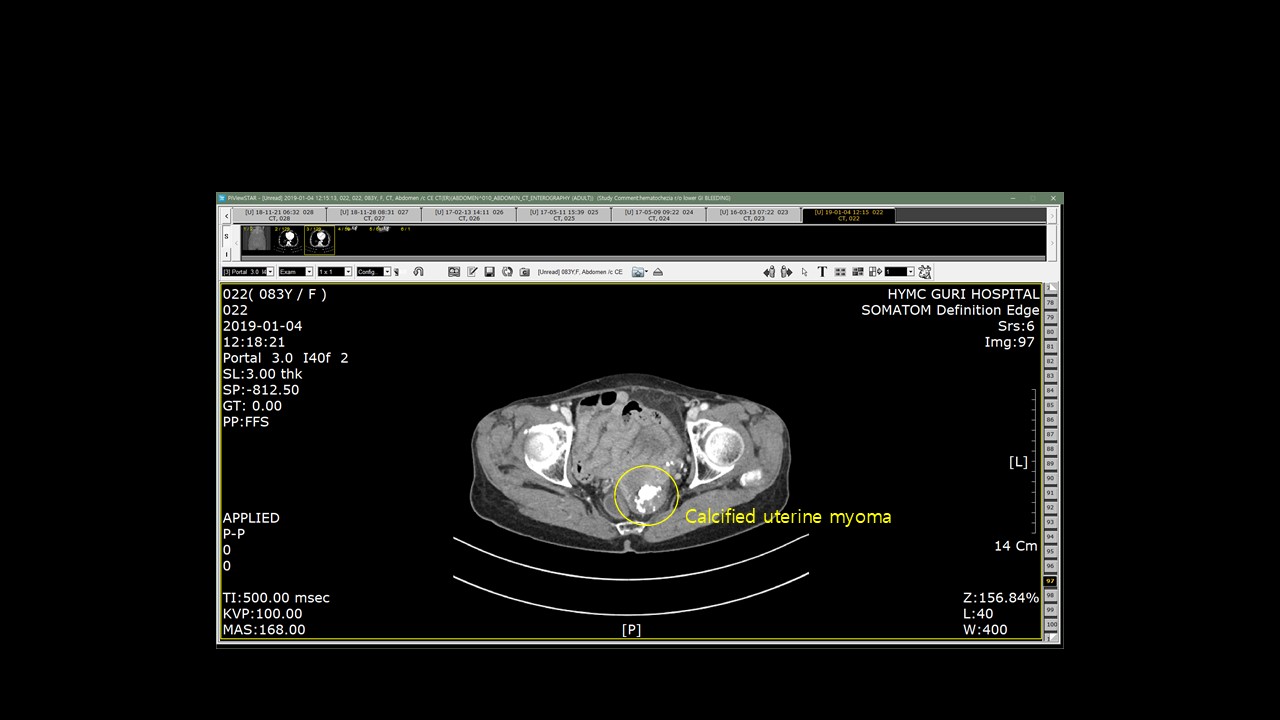 PiViewSTAR - [Unread] 2019-01-04 12:15:13, 022, 022, 083Y, F, CT, Abdomen /c CE CT(ER)(ABDOMEN^010_ABDOMEN_CT_ENTEROGRAPHY (ADULT)) (Study Comment:hematochezia r/o lower GI BLEEDING)
[U] 18-11-21 06:32 028
CT, 028
[U] 18-11-28 08:31 027
CT, 027
[U] 17-02-13 14:11 026
CT, 026
[U] 17-05-11 15:39 025
CT, 025
[U] 17-05-09 09:22 024
CT, 024
[U] 16-03-13 07:22 023
CT, 023
[U] 19-01-04 12:15 022
CT, 022
S
I
[3] Portal 3.0 I4
Exam
1 x 1
Config.
[Unread] 083Y,F, Abdomen /c CE
T
1
022( 083Y / F )
022
2019-01-04
12:18:21
Portal 3.0 I40f 2
SL:3.00 thk
SP:-812.50
GT: 0.00
PP:FFS
HYMC GURI HOSPITAL
SOMATOM Definition Edge
Srs:6
Img:97
[L]
Calcified uterine myoma
14 Cm
APPLIED
P-P
0
0
TI:500.00 msec
KVP:100.00
MAS:168.00
[P]
Z:156.84%
L:40
W:400
78
79
80
81
82
83
84
85
86
87
88
89
90
91
92
93
94
95
96
97
98
99
100